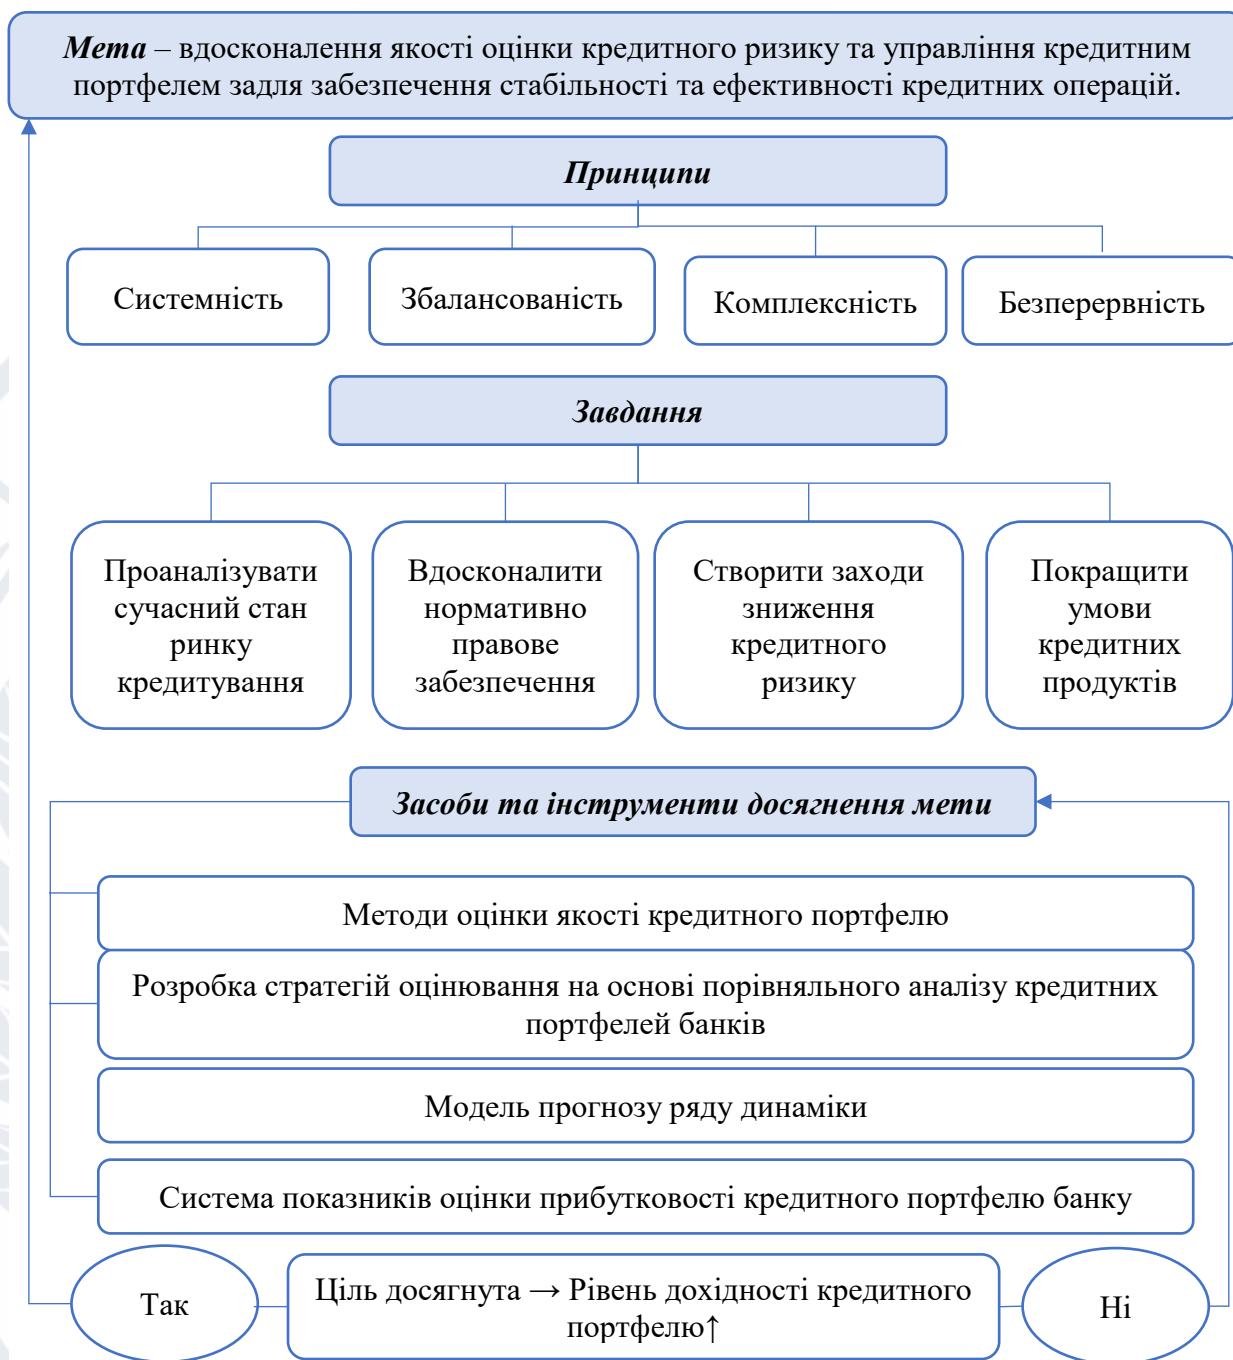 Мета – вдосконалення якості оцінки кредитного ризику та управління кредитним
портфелем задля забезпечення стабільності та ефективності кредитних операцій.
Принципи
Системність
Збалансованість
Комплексність
Безперервність
Завдання
Проаналізувати
сучасний стан
ринку
кредитування
Вдосконалити
нормативно
правове
забезпечення
Створити заходи
зниження
кредитного
ризику
Покращити
умови
кредитних
продуктів
Засоби та інструменти досягнення мети
Методи оцінки якості кредитного портфелю
Розробка стратегій оцінювання на основі порівняльного аналізу кредитних
портфелей банків
Модель прогнозу ряду динаміки
Система показників оцінки прибутковості кредитного портфелю банку
Так
Ціль досягнута → Рівень дохідності кредитного
портфелю↑
Ні